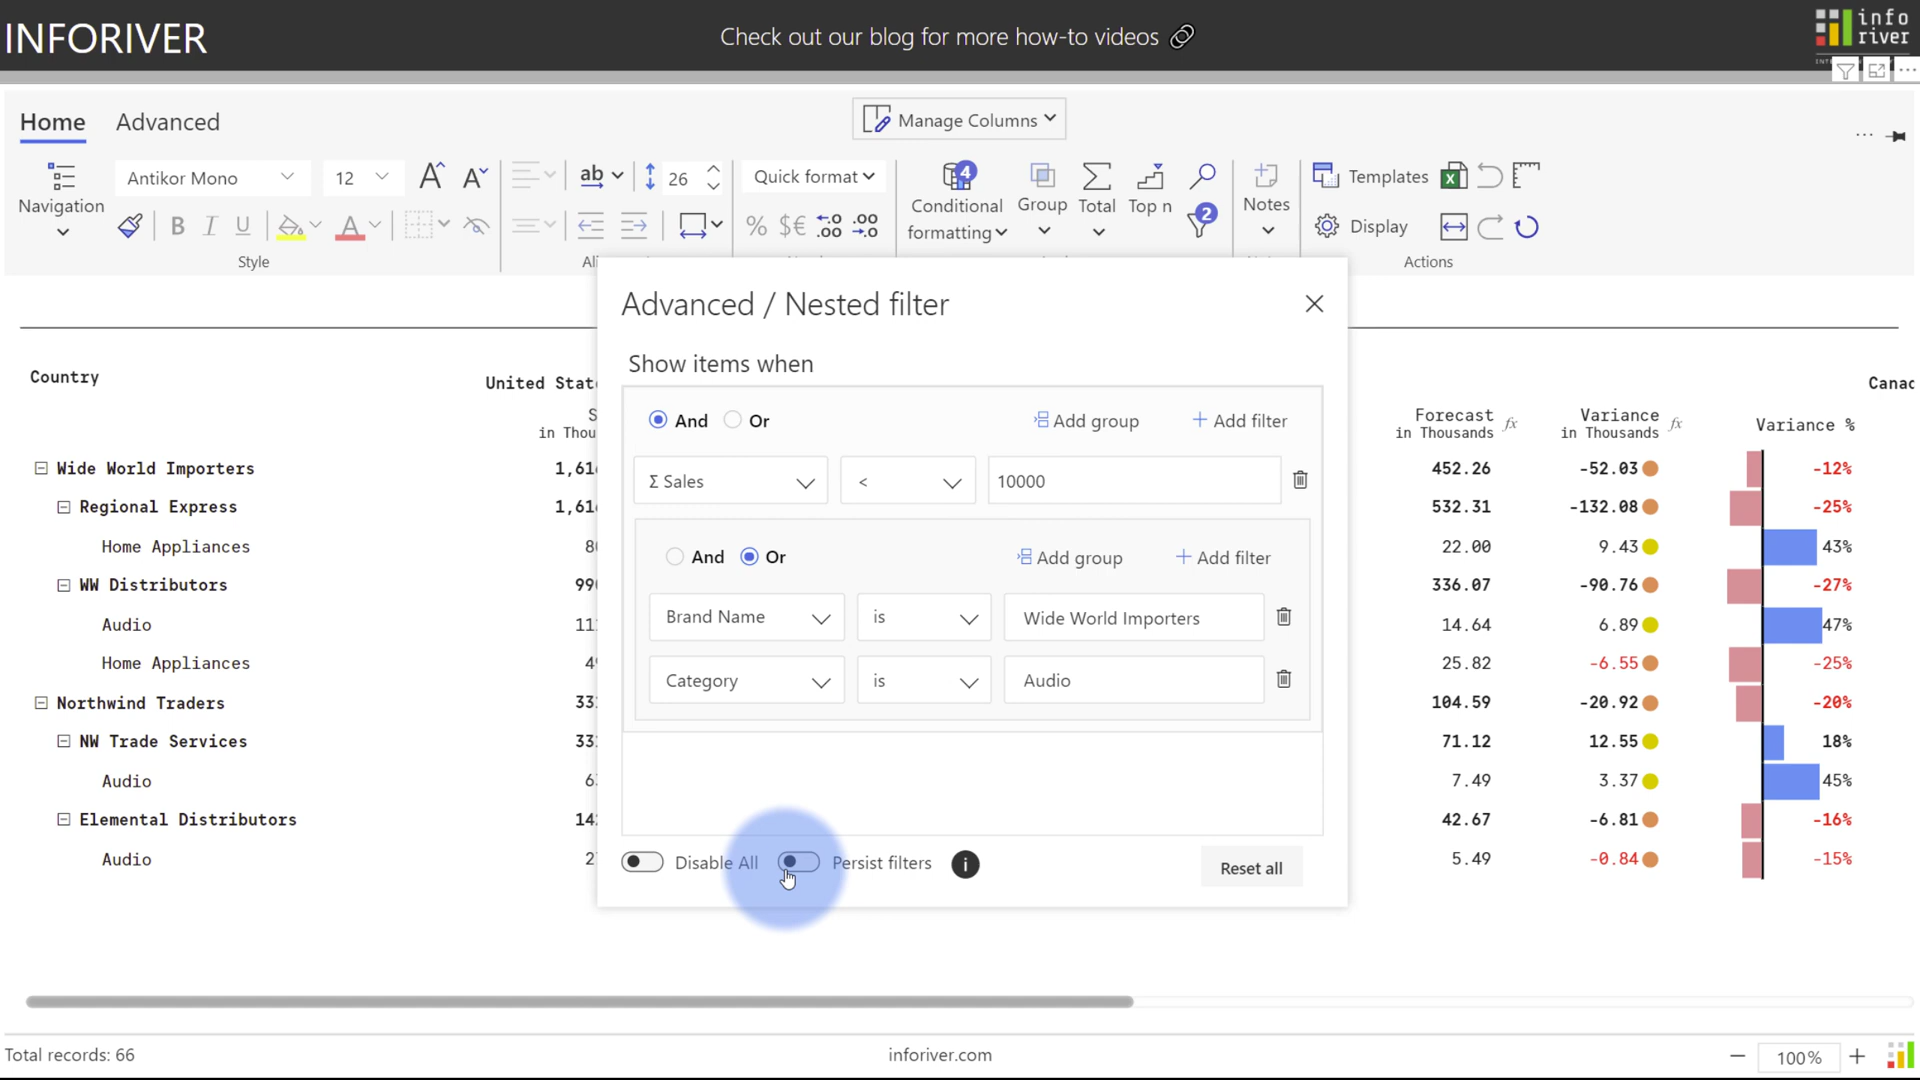 INFORIVER
Check out our blog for more how-to videos
info
river
Home
Advanced
Manage Columns
Navigation
Antikor Mono
12
A
A
B
I
U
A
Style
ab
26
Quick format
% $€ .0 .00
Conditional
formatting
4
Group
Total
Top n
2
Notes
Templates
Display
Actions
Advanced / Nested filter
Show items when
And
Or
Add group
Add filter
Σ Sales
<
10000
And
Or
Add group
Add filter
Brand Name
is
Wide World Importers
Category
is
Audio
Disable All
Persist filters
i
Reset all
Country
United Stat
Canac
in Thou
Forecast fx
in Thousands
Variance fx
in Thousands
Variance %
Wide World Importers 452.26 -52.03 -12%
Regional Express 532.31 -132.08 -25%
Home Appliances 22.00 9.43 43%
WW Distributors 336.07 -90.76 -27%
Audio 14.64 6.89 47%
Home Appliances 25.82 -6.55 -25%
Northwind Traders 104.59 -20.92 -20%
NW Trade Services 71.12 12.55 18%
Audio 7.49 3.37 45%
Elemental Distributors 42.67 -6.81 -16%
Audio 5.49 -0.84 -15%
Total records: 66
inforiver.com
100%